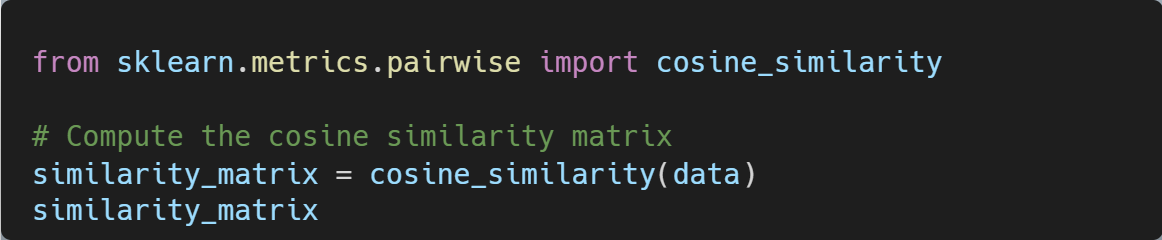 from sklearn.metrics.pairwise import cosine_similarity
# Compute the cosine similarity matrix
similarity_matrix = cosine_similarity(data)
similarity_matrix